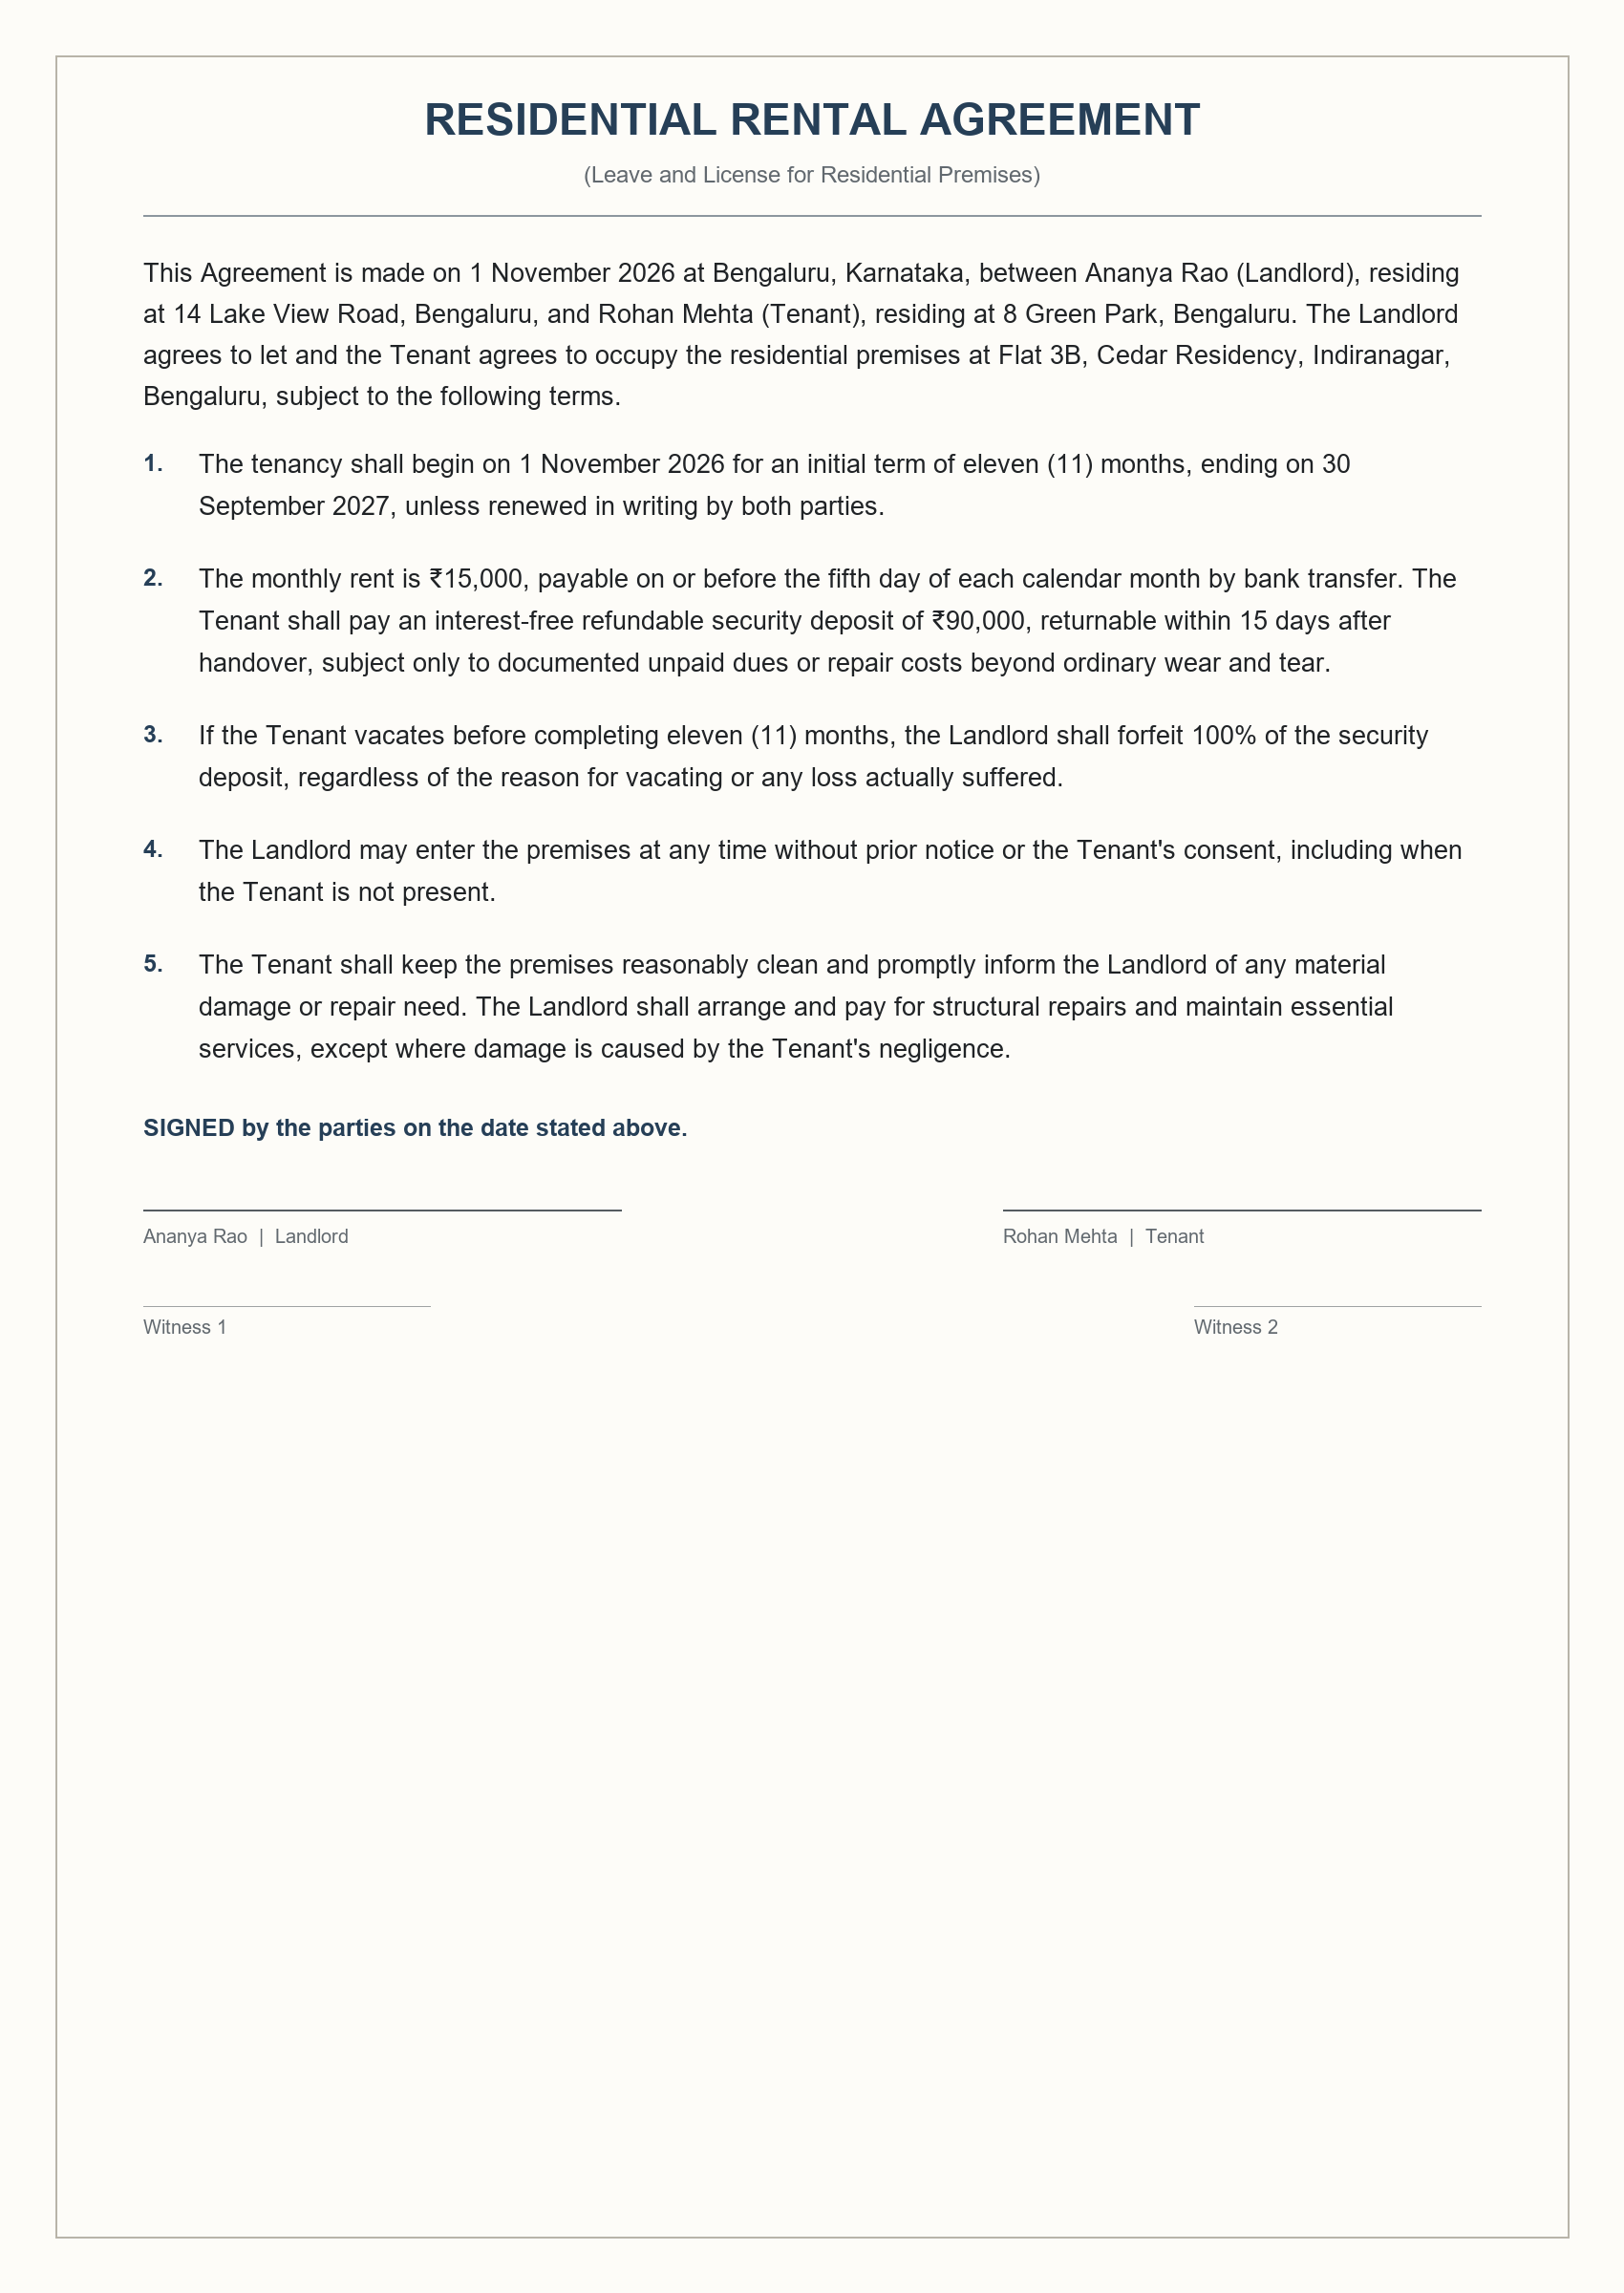 RESIDENTIAL RENTAL AGREEMENT
(Leave and License for Residential Premises)
This Agreement is made on 1 November 2026 at Bengaluru, Karnataka, between Ananya Rao (Landlord), residing
at 14 Lake View Road, Bengaluru, and Rohan Mehta (Tenant), residing at 8 Green Park, Bengaluru. The Landlord
agrees to let and the Tenant agrees to occupy the residential premises at Flat 3B, Cedar Residency, Indiranagar,
Bengaluru, subject to the following terms.
1. The tenancy shall begin on 1 November 2026 for an initial term of eleven (11) months, ending on 30
September 2027, unless renewed in writing by both parties.
2. The monthly rent is ₹15,000, payable on or before the fifth day of each calendar month by bank transfer. The
Tenant shall pay an interest-free refundable security deposit of ₹90,000, returnable within 15 days after
handover, subject only to documented unpaid dues or repair costs beyond ordinary wear and tear.
3. If the Tenant vacates before completing eleven (11) months, the Landlord shall forfeit 100% of the security
deposit, regardless of the reason for vacating or any loss actually suffered.
4. The Landlord may enter the premises at any time without prior notice or the Tenant's consent, including when
the Tenant is not present.
5. The Tenant shall keep the premises reasonably clean and promptly inform the Landlord of any material
damage or repair need. The Landlord shall arrange and pay for structural repairs and maintain essential
services, except where damage is caused by the Tenant's negligence.
SIGNED by the parties on the date stated above.
Ananya Rao | Landlord
Rohan Mehta | Tenant
Witness 1
Witness 2